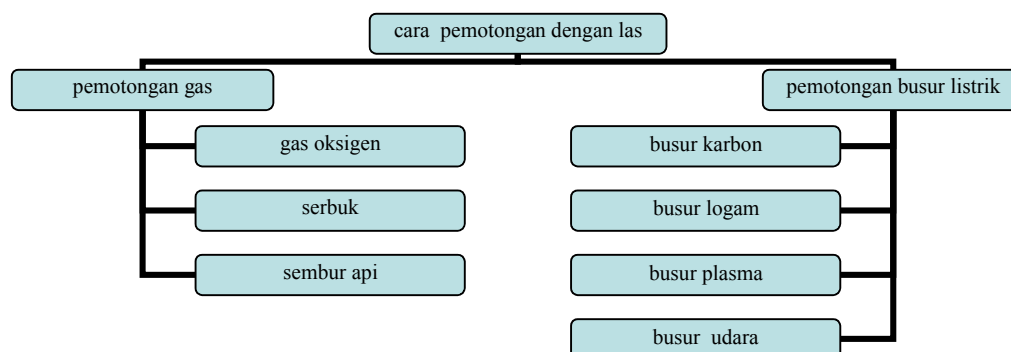 cara pemotongan dengan las
pemotongan gas
pemotongan busur listrik
gas oksigen
serbuk
sembur api
busur karbon
busur logam
busur plasma
busur udara